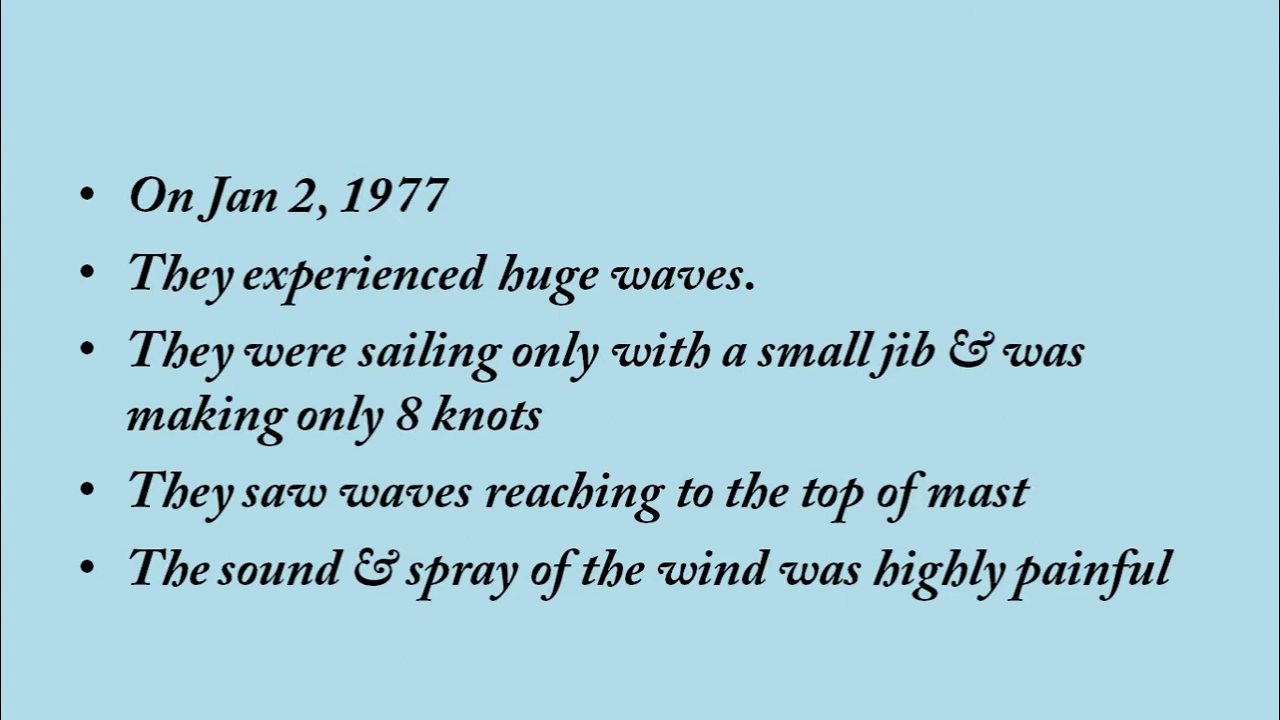 • On Jan 2, 1977
• They experienced huge waves.
• They were sailing only with a small jib & was
making only 8 knots
• They saw waves reaching to the top of mast
• The sound & spray of the wind was highly painful